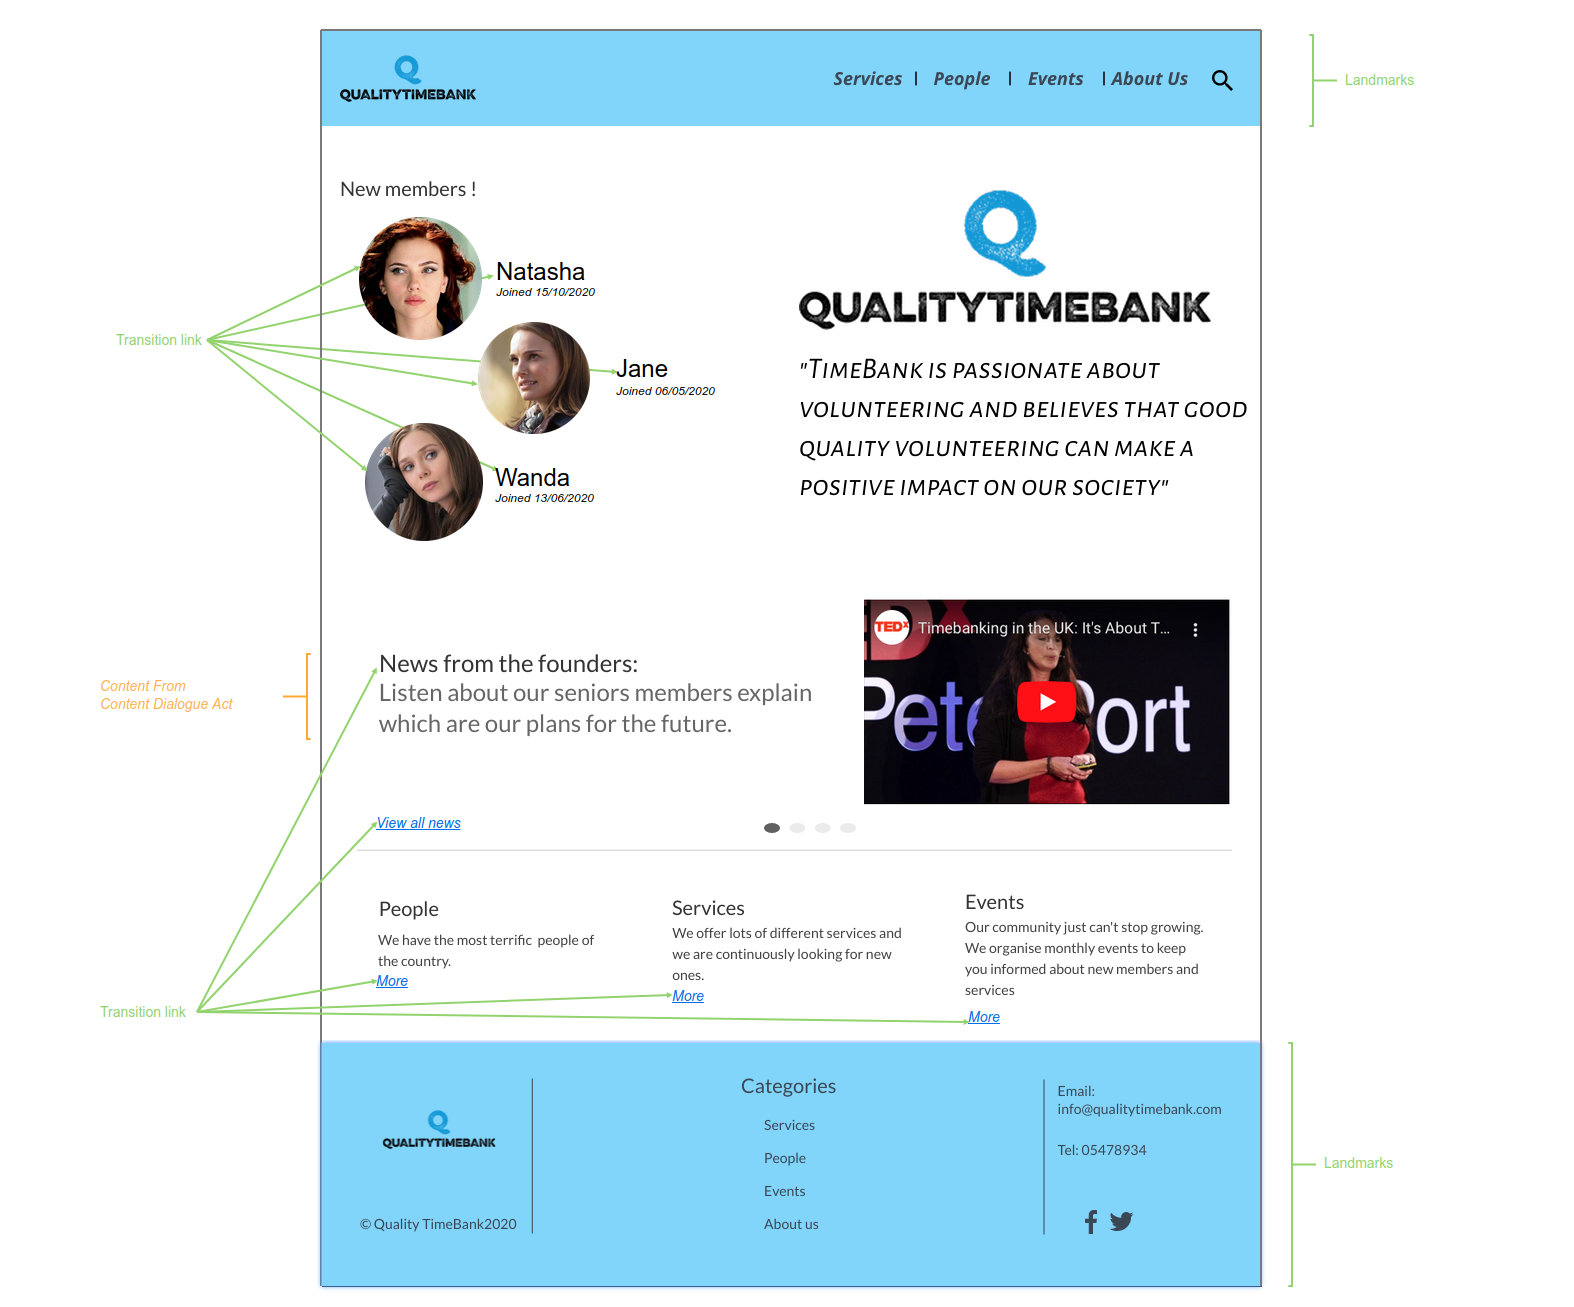 QUALITYTIMEBANK
Services | People | Events | About Us
Landmarks
New members !
Natasha
Joined 15/10/2020
Transition link
Jane
Joined 06/05/2020
Wanda
Joined 13/06/2020
QUALITYTIMEBANK
"TimeBank is passionate about
volunteering and believes that good
quality volunteering can make a
positive impact on our society"
Content From
Content Dialogue Act
News from the founders:
Listen about our seniors members explain
which are our plans for the future.
TEDx
Timebanking in the UK: It's About T...
Pete Port
View all news
People
We have the most terrific people of
the country.
More
Services
We offer lots of different services and
we are continuously looking for new
ones.
More
Events
Our community just can't stop growing.
We organise monthly events to keep
you informed about new members and
services
More
Transition link
QUALITYTIMEBANK
© Quality TimeBank2020
Categories
Services
People
Events
About us
Email:
info@qualitytimebank.com
Tel: 05478934
Landmarks